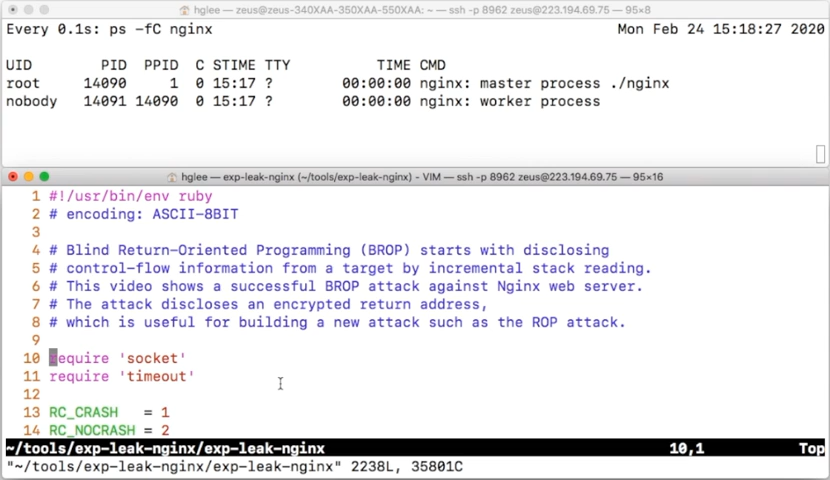 hglee — zeus@zeus-340XAA-350XAA-550XAA: ~ — ssh -p 8962 zeus@223.194.69.75 — 95×8
Every 0.1s: ps -fC nginx Mon Feb 24 15:18:27 2020
UID PID PPID C STIME TTY TIME CMD
root 14090 1 0 15:17 ? 00:00:00 nginx: master process ./nginx
nobody 14091 14090 0 15:17 ? 00:00:00 nginx: worker process
hglee — exp-leak-nginx (~/tools/exp-leak-nginx) - VIM — ssh -p 8962 zeus@223.194.69.75 — 95×16
1 #!/usr/bin/env ruby
2 # encoding: ASCII-8BIT
3
4 # Blind Return-Oriented Programming (BROP) starts with disclosing
5 # control-flow information from a target by incremental stack reading.
6 # This video shows a successful BROP attack against Nginx web server.
7 # The attack discloses an encrypted return address,
8 # which is useful for building a new attack such as the ROP attack.
9
10 require 'socket'
11 require 'timeout'
12
13 RC_CRASH = 1
14 RC_NOCRASH = 2
~/tools/exp-leak-nginx/exp-leak-nginx 10,1 Top
"~/tools/exp-leak-nginx/exp-leak-nginx" 2238L, 35801C